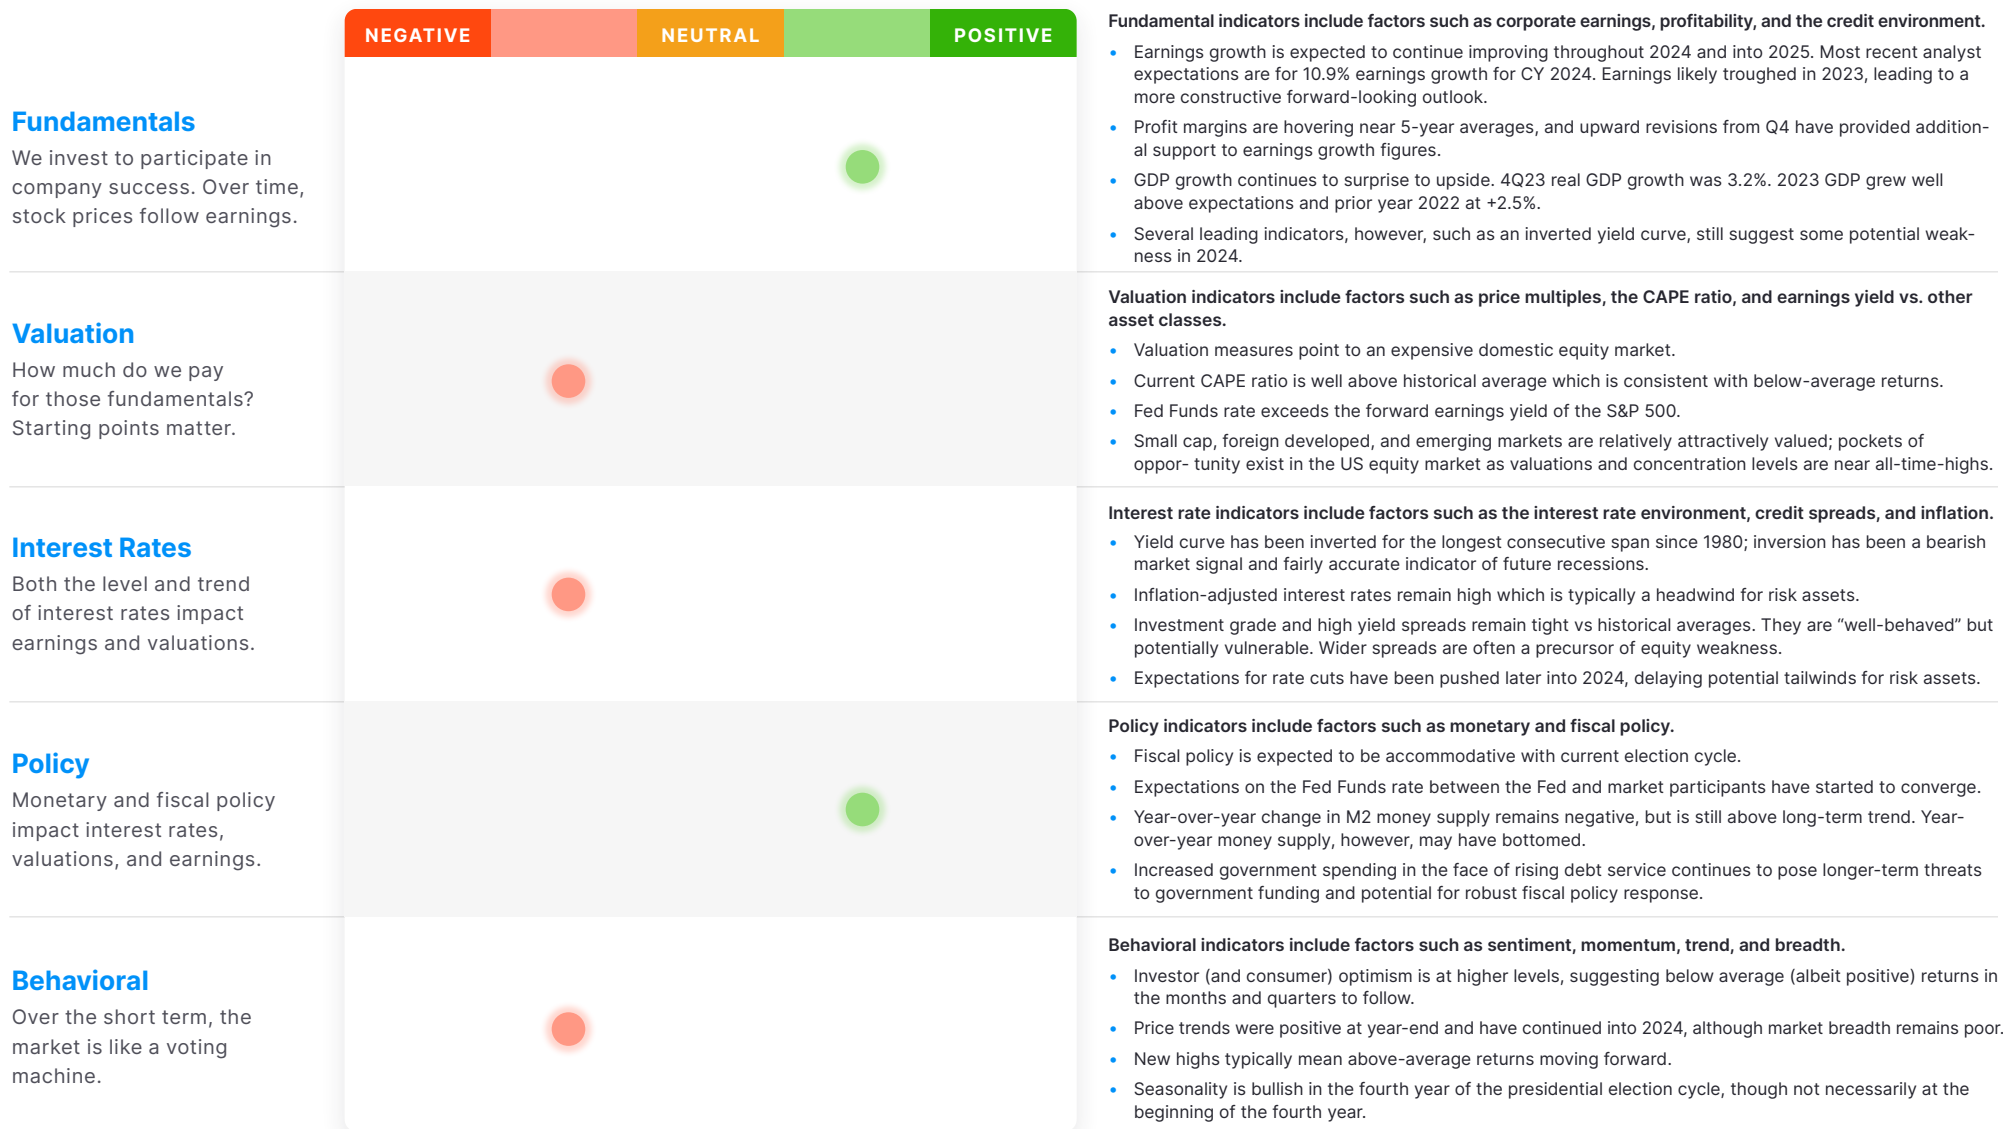 NEGATIVE NEUTRAL POSITIVE
Fundamentals
We invest to participate in
company success. Over time,
stock prices follow earnings.
Fundamental indicators include factors such as corporate earnings, profitability, and the credit environment.
• Earnings growth is expected to continue improving throughout 2024 and into 2025. Most recent analyst
expectations are for 10.9% earnings growth for CY 2024. Earnings likely troughed in 2023, leading to a
more constructive forward-looking outlook.
• Profit margins are hovering near 5-year averages, and upward revisions from Q4 have provided addition-
al support to earnings growth figures.
• GDP growth continues to surprise to upside. 4Q23 real GDP growth was 3.2%. 2023 GDP grew well
above expectations and prior year 2022 at +2.5%.
• Several leading indicators, however, such as an inverted yield curve, still suggest some potential weak-
ness in 2024.
Valuation
How much do we pay
for those fundamentals?
Starting points matter.
Valuation indicators include factors such as price multiples, the CAPE ratio, and earnings yield vs. other
asset classes.
• Valuation measures point to an expensive domestic equity market.
• Current CAPE ratio is well above historical average which is consistent with below-average returns.
• Fed Funds rate exceeds the forward earnings yield of the S&P 500.
• Small cap, foreign developed, and emerging markets are relatively attractively valued; pockets of
oppor- tunity exist in the US equity market as valuations and concentration levels are near all-time-highs.
Interest Rates
Both the level and trend
of interest rates impact
earnings and valuations.
Interest rate indicators include factors such as the interest rate environment, credit spreads, and inflation.
• Yield curve has been inverted for the longest consecutive span since 1980; inversion has been a bearish
market signal and fairly accurate indicator of future recessions.
• Inflation-adjusted interest rates remain high which is typically a headwind for risk assets.
• Investment grade and high yield spreads remain tight vs historical averages. They are “well-behaved” but
potentially vulnerable. Wider spreads are often a precursor of equity weakness.
• Expectations for rate cuts have been pushed later into 2024, delaying potential tailwinds for risk assets.
Policy
Monetary and fiscal policy
impact interest rates,
valuations, and earnings.
Policy indicators include factors such as monetary and fiscal policy.
• Fiscal policy is expected to be accommodative with current election cycle.
• Expectations on the Fed Funds rate between the Fed and market participants have started to converge.
• Year-over-year change in M2 money supply remains negative, but is still above long-term trend. Year-
over-year money supply, however, may have bottomed.
• Increased government spending in the face of rising debt service continues to pose longer-term threats
to government funding and potential for robust fiscal policy response.
Behavioral
Over the short term, the
market is like a voting
machine.
Behavioral indicators include factors such as sentiment, momentum, trend, and breadth.
• Investor (and consumer) optimism is at higher levels, suggesting below average (albeit positive) returns in
the months and quarters to follow.
• Price trends were positive at year-end and have continued into 2024, although market breadth remains poor.
• New highs typically mean above-average returns moving forward.
• Seasonality is bullish in the fourth year of the presidential election cycle, though not necessarily at the
beginning of the fourth year.